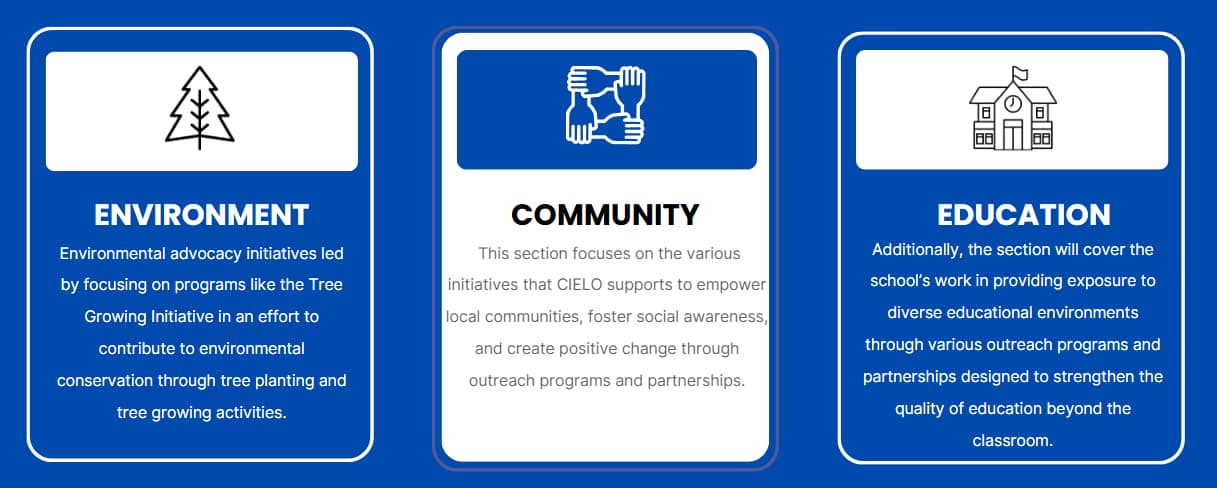 ENVIRONMENT
Environmental advocacy initiatives led
by focusing on programs like the Tree
Growing Initiative in an effort to
contribute to environmental
conservation through tree planting and
tree growing activities.
COMMUNITY
This section focuses on the various
initiatives that CIELO supports to empower
local communities, foster social awareness,
and create positive change through
outreach programs and partnerships.
EDUCATION
Additionally, the section will cover the
school’s work in providing exposure to
diverse educational environments
through various outreach programs and
partnerships designed to strengthen the
quality of education beyond the
classroom.